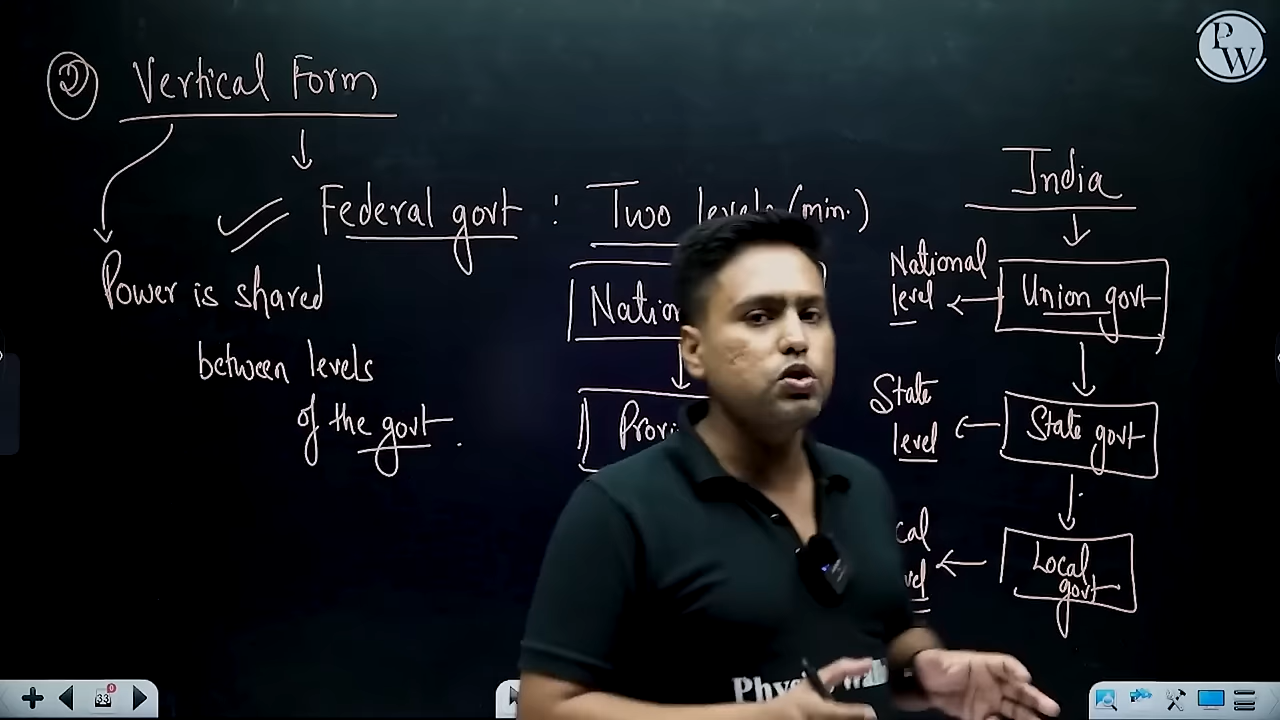 ② Vertical Form
Power is shared
between levels
of the govt.
Federal govt : Two levels (min.)
India
National
level
Union govt
State
level
State govt
Local
govt
PW
33